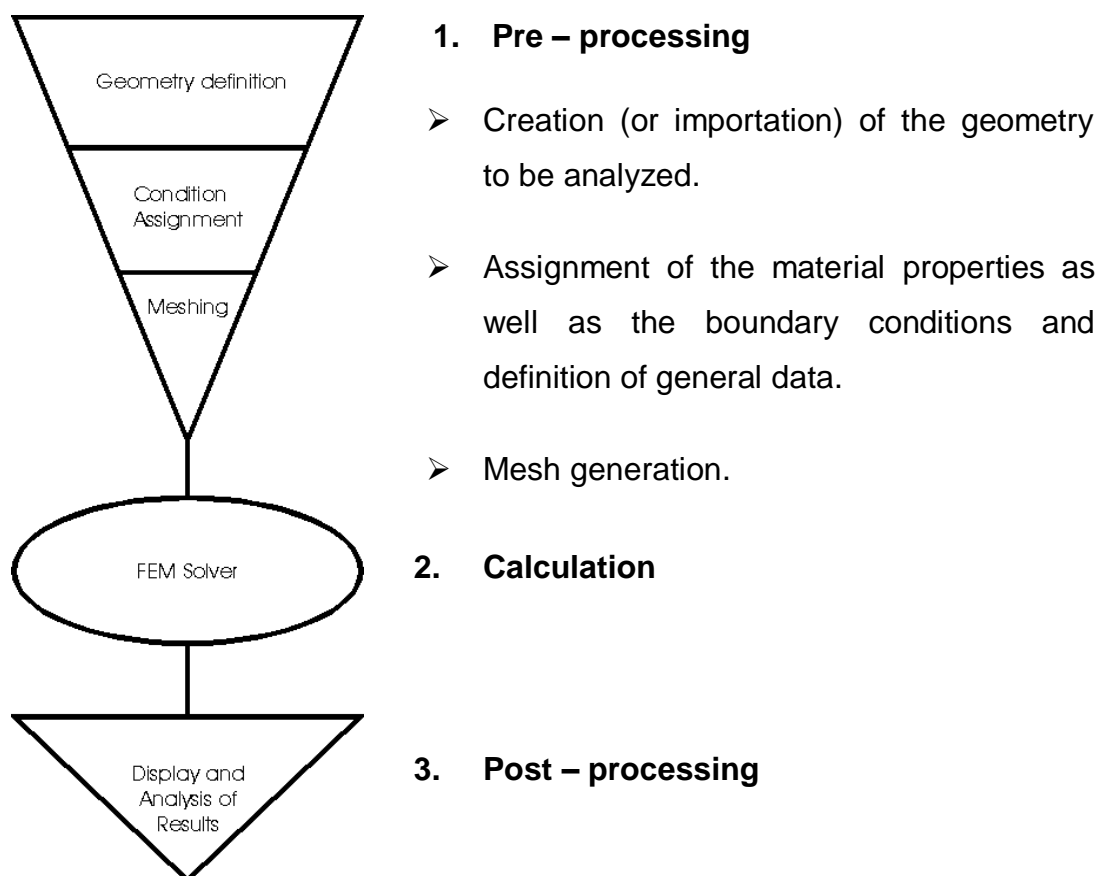 Geometry definition
Condition
Assignment
Meshing
FEM Solver
Display and
Analysis of
Results
1. Pre – processing
➢ Creation (or importation) of the geometry
to be analyzed.
➢ Assignment of the material properties as
well as the boundary conditions and
definition of general data.
➢ Mesh generation.
2. Calculation
3. Post – processing